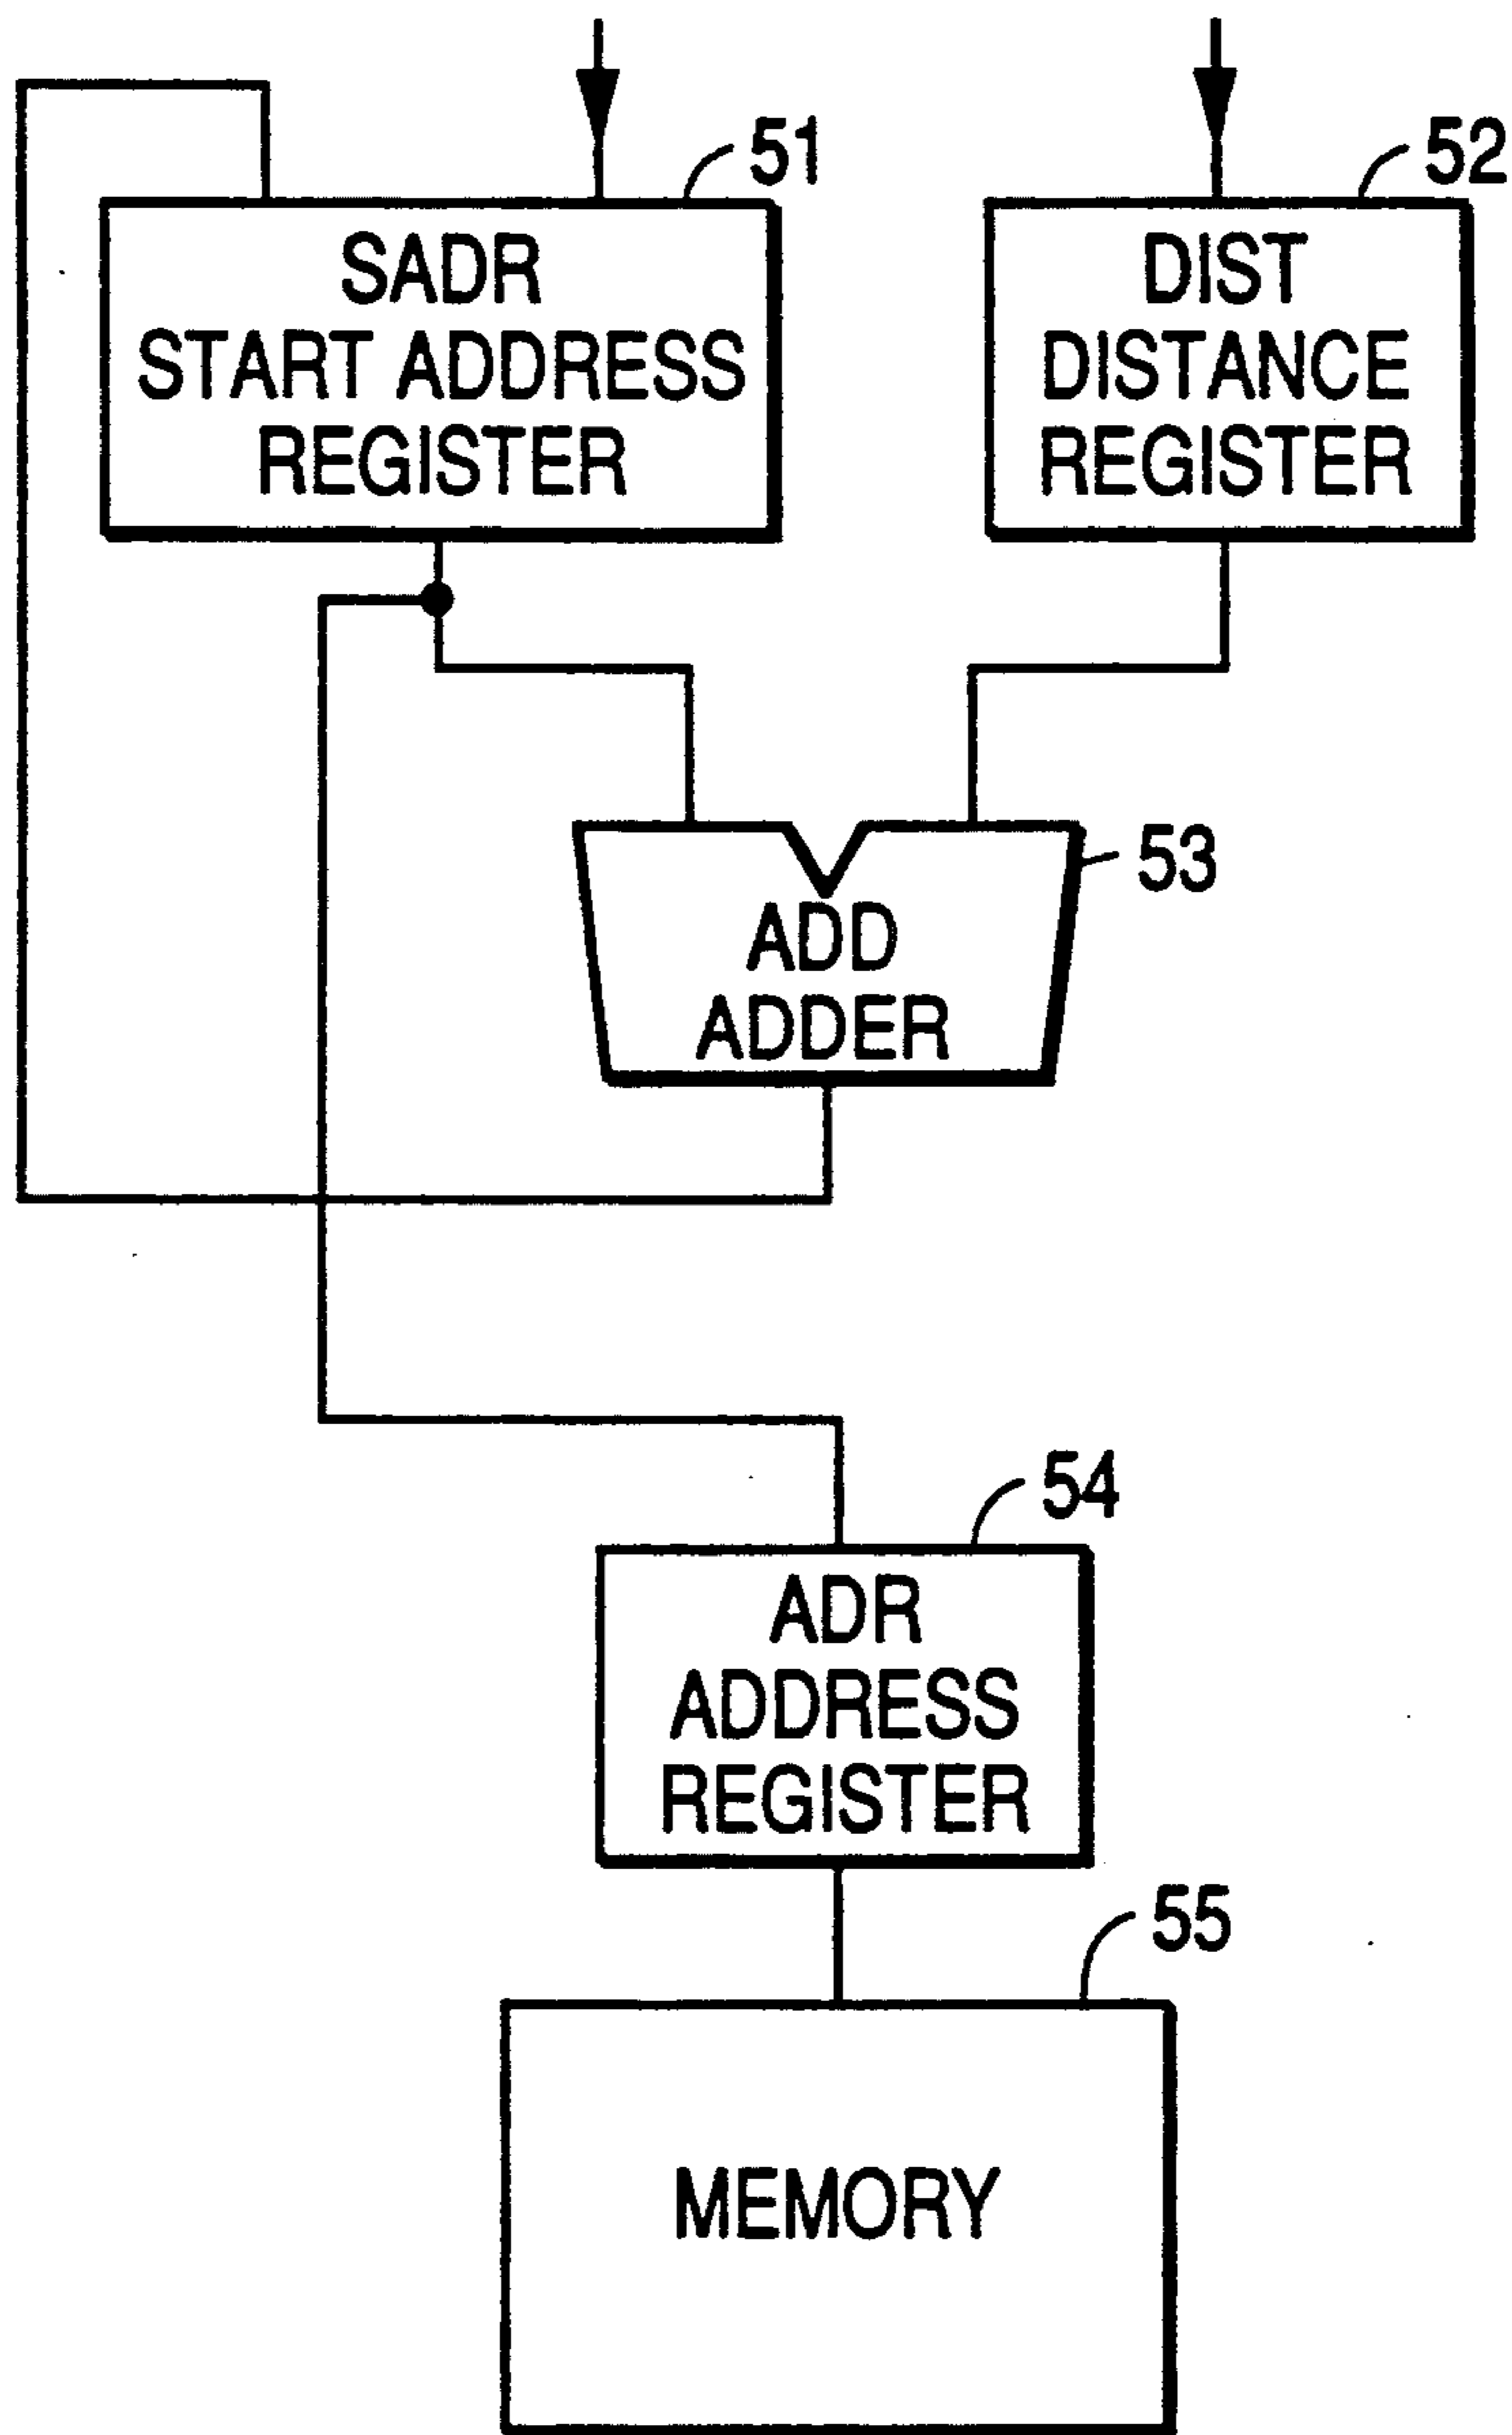 51
SADR
START ADDRESS
REGISTER
52
DIST
DISTANCE
REGISTER
53
ADD
ADDER
54
ADR
ADDRESS
REGISTER
55
MEMORY